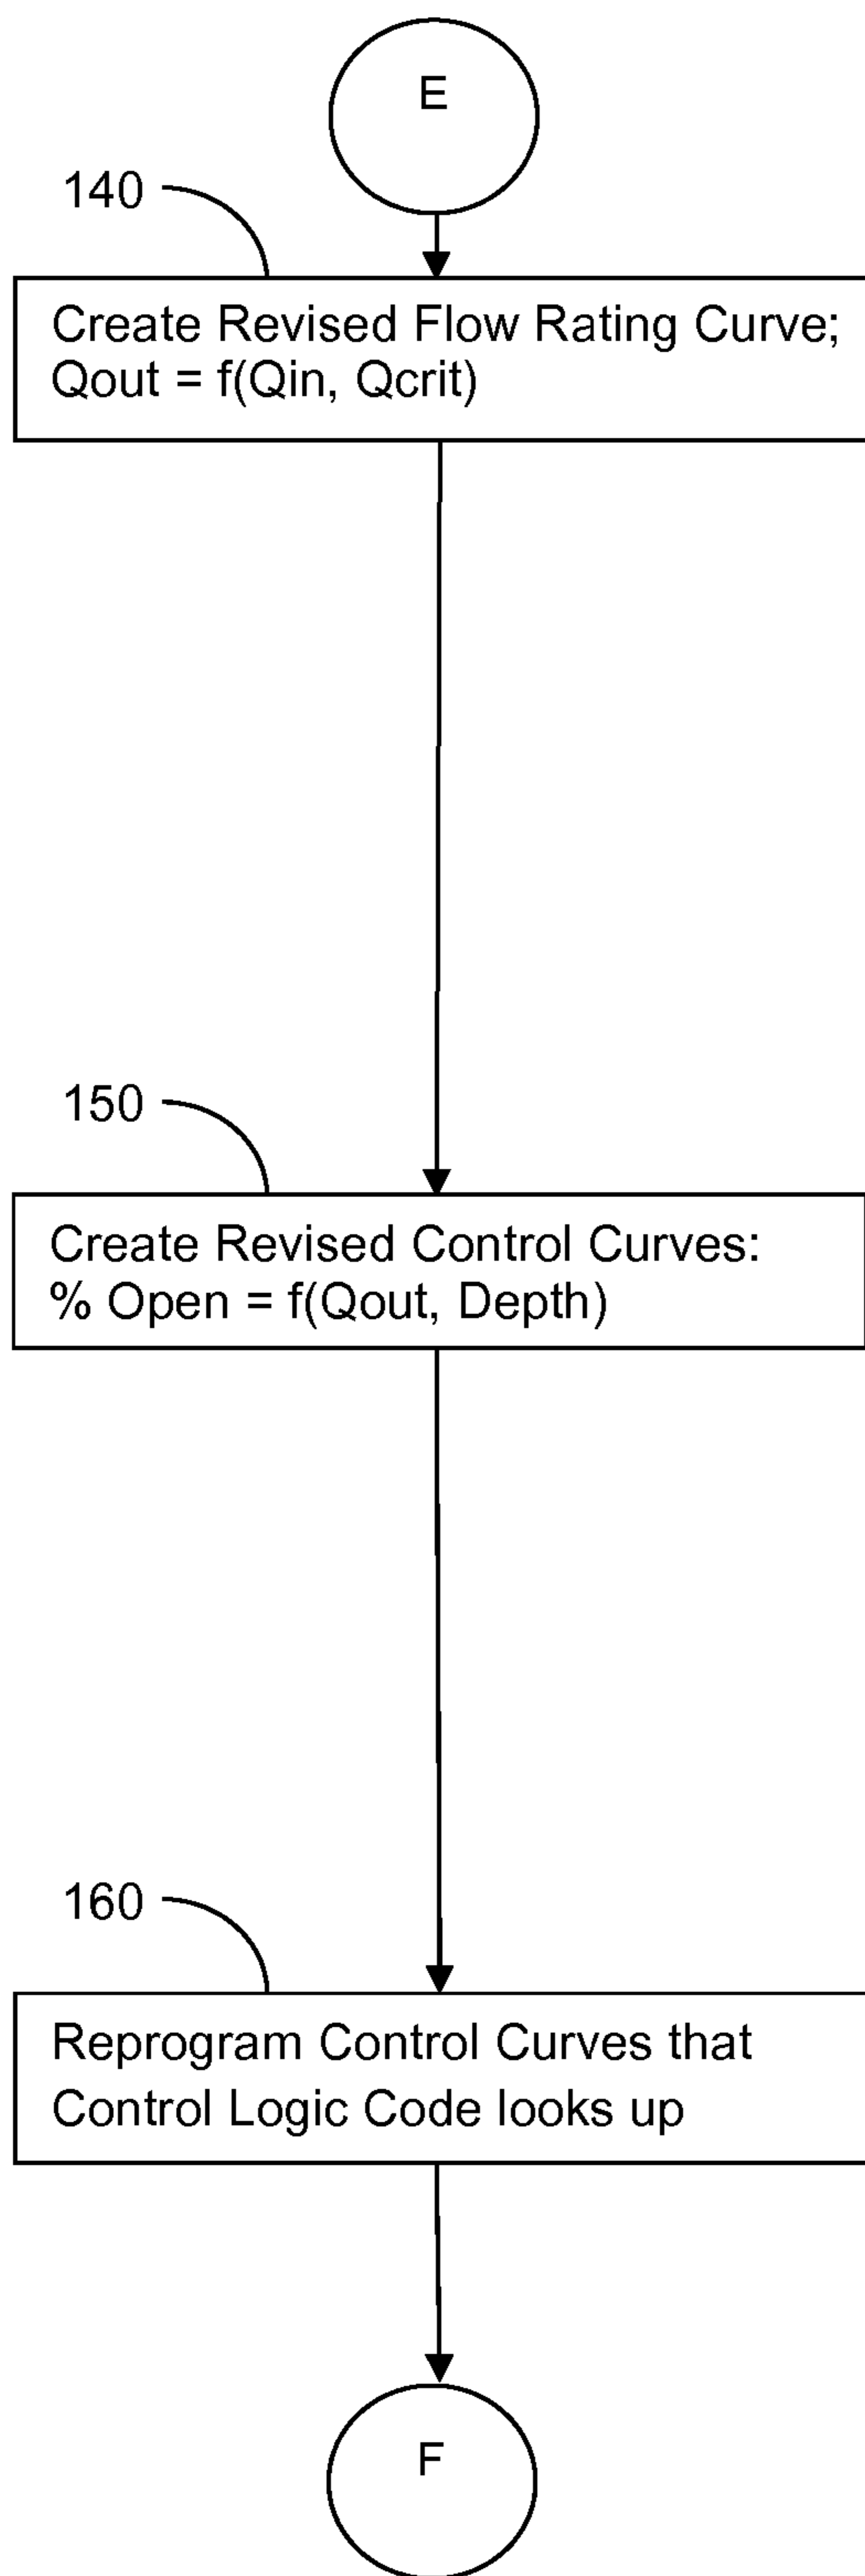 E
140
Create Revised Flow Rating Curve;
Qout = f(Qin, Qcrit)
150
Create Revised Control Curves:
% Open = f(Qout, Depth)
160
Reprogram Control Curves that
Control Logic Code looks up
F